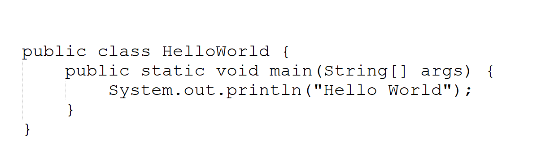 public class HelloWorld {
    public static void main(String[] args) {
        System.out.println("Hello World");
    }
}